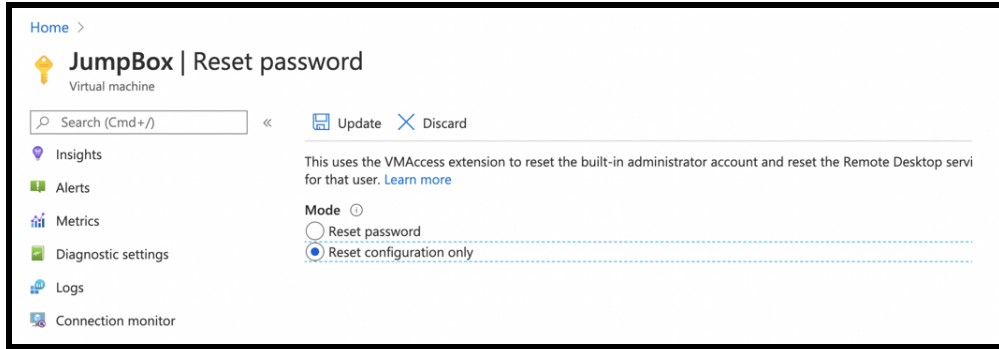 Home >
JumpBox | Reset password
Virtual machine
Search (Cmd+/)
«
Update
Discard
Insights
Alerts
Metrics
Diagnostic settings
Logs
Connection monitor
This uses the VMAccess extension to reset the built-in administrator account and reset the Remote Desktop servi
for that user. Learn more
Mode
Reset password
Reset configuration only